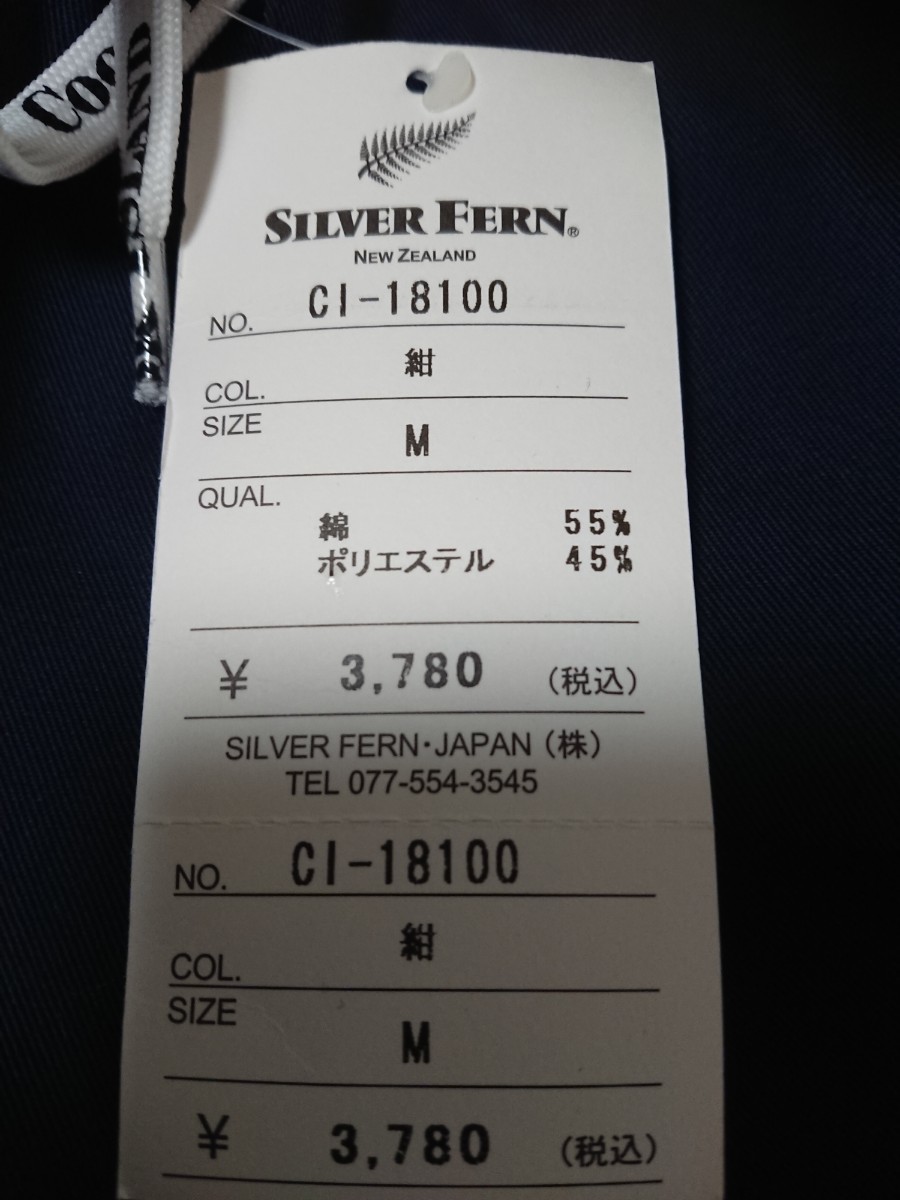 SILVER FERN®
NEW ZEALAND
NO. CI-18100
COL. 紺
SIZE M
QUAL.
綿 55%
ポリエステル 45%
¥ 3,780 (税込)
SILVER FERN・JAPAN(株)
TEL 077-554-3545
NO. CI-18100
COL. 紺
SIZE M
¥ 3,780 (税込)